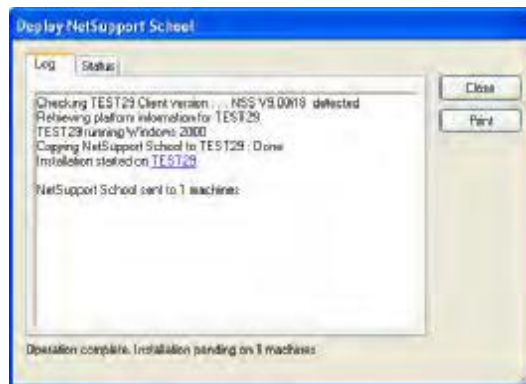 Deploy NetSupport School
Log
Status
Close
Print
Checking TEST29 Client version . . . NSS V9.00f18 detected
Retrieving platform information for TEST29
TEST29 running Windows 2000
Copying NetSupport School to TEST29 : Done
Installation started on TEST29
NetSupport School sent to 1 machines
Operation complete. Installation pending on 1 machines